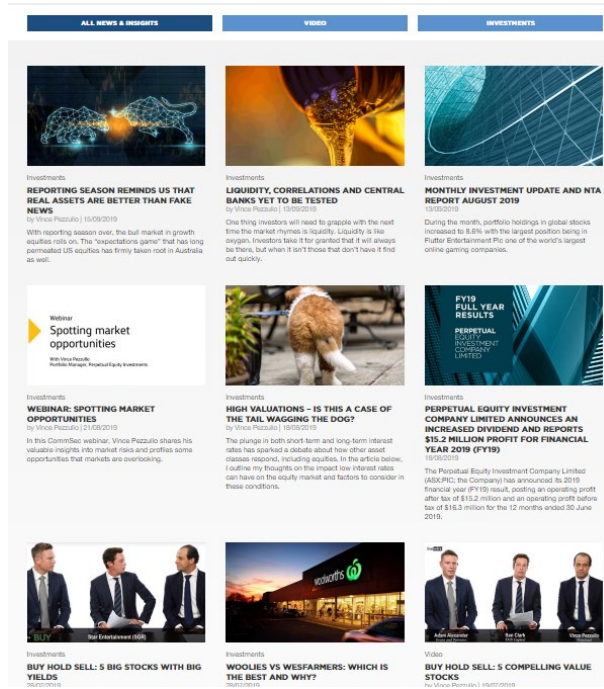 ALL NEWS & INSIGHTS
VIDEO
INVESTMENTS
Investments
REPORTING SEASON REMINDS US THAT
REAL ASSETS ARE BETTER THAN FAKE
NEWS
by Vince Pezzullo | 15/09/2019
With reporting season over, the bull market in growth
equities rolls on. The "expectations game" that has long
permeated US equities has firmly taken root in Australia
as well.
Investments
LIQUIDITY, CORRELATIONS AND CENTRAL
BANKS YET TO BE TESTED
by Vince Pezzullo | 13/09/2019
One thing investors will need to grapple with the next
time the market rhymes is liquidity. Liquidity is like
oxygen. Investors take it for granted that it will always
be there, but when it isn't those that don't have it find
out quickly.
Investments
MONTHLY INVESTMENT UPDATE AND NTA
REPORT AUGUST 2019
13/09/2019
During the month, portfolio holdings in global stocks
increased to 8.6% with the largest position being in
Flutter Entertainment Plc one of the world's largest
online gaming companies.
Webinar
Spotting market
opportunities
With Vince Pezzullo
Portfolio Manager, Perpetual Equity Investments
Investments
WEBINAR: SPOTTING MARKET
OPPORTUNITIES
by Vince Pezzullo | 21/08/2019
In this CommSec webinar, Vince Pezzullo shares his
valuable insights into market risks and profiles some
opportunities that markets are overlooking.
Investments
HIGH VALUATIONS – IS THIS A CASE OF
THE TAIL WAGGING THE DOG?
by Vince Pezzullo | 19/08/2019
The plunge in both short-term and long-term interest
rates has sparked a debate about how other asset
classes respond, including equities. In the article below,
I outline my thoughts on the impact low interest rates
can have on the equity market and factors to consider in
these conditions.
FY19
FULL YEAR
RESULTS
PERPETUAL
EQUITY
INVESTMENT
COMPANY
LIMITED
Investments
PERPETUAL EQUITY INVESTMENT
COMPANY LIMITED ANNOUNCES AN
INCREASED DIVIDEND AND REPORTS
$15.2 MILLION PROFIT FOR FINANCIAL
YEAR 2019 (FY19)
18/08/2019
The Perpetual Equity Investment Company Limited
(ASX:PIC; the Company) has announced its 2019
financial year (FY19) result, posting an operating profit
after tax of $15.2 million and an operating profit before
tax of $16.3 million for the 12 months ended 30 June
2019.
BUY
Star Entertainment (SGR)
Investments
BUY HOLD SELL: 5 BIG STOCKS WITH BIG
YIELDS
28/02/2019
woolworths
Investments
WOOLIES VS WESFARMERS: WHICH IS
THE BEST AND WHY?
28/02/2019
Adam Alexander
Ben Clark
Vince Pezzullo
Video
BUY HOLD SELL: 5 COMPELLING VALUE
STOCKS
by Vince Pezzullo | 19/02/2019